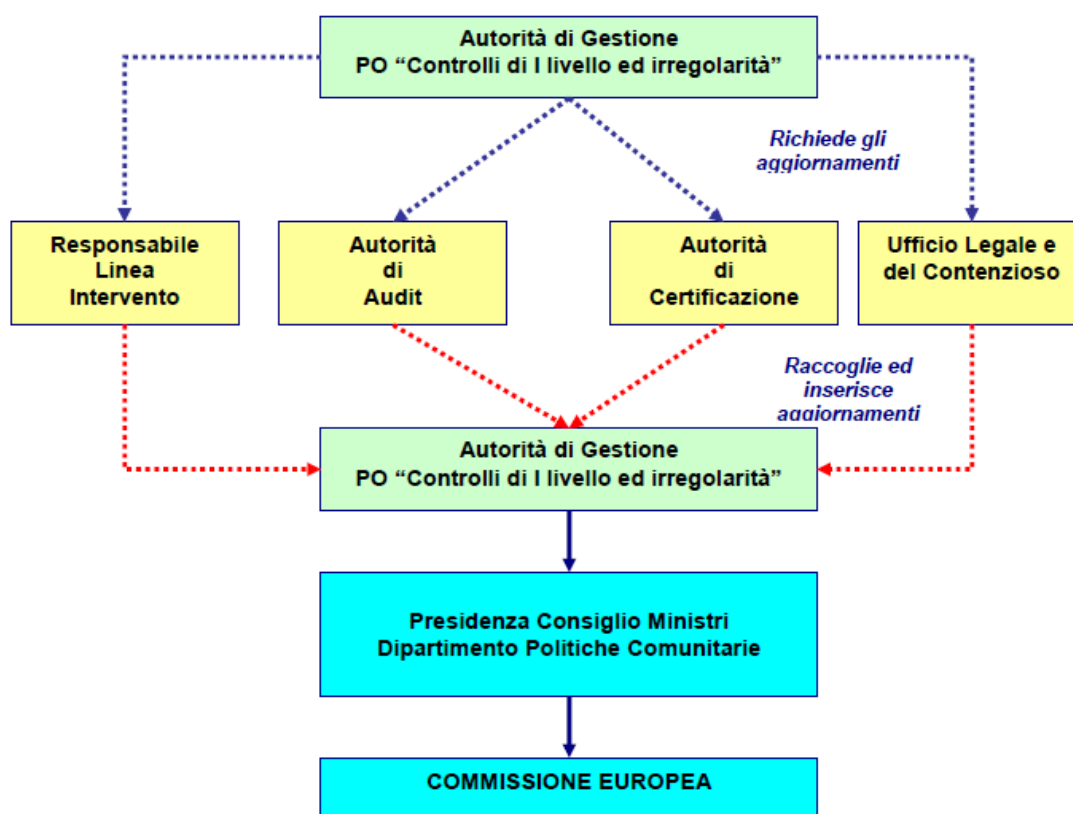 Autorità di Gestione
PO “Controlli di I livello ed irregolarità”
Richiede gli
aggiornamenti
Responsabile
Linea
Intervento
Autorità
di
Audit
Autorità
di
Certificazione
Ufficio Legale e
del Contenzioso
Raccoglie ed
inserisce
aggiornamenti
Autorità di Gestione
PO “Controlli di I livello ed irregolarità”
Presidenza Consiglio Ministri
Dipartimento Politiche Comunitarie
COMMISSIONE EUROPEA